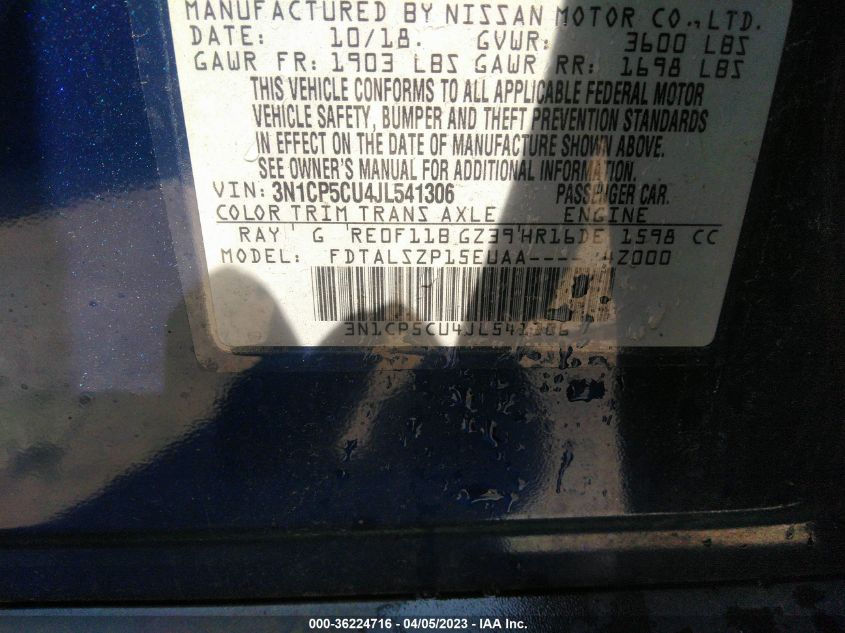 MANUFACTURED BY NISSAN MOTOR CO., LTD.
DATE: 10/18. GVWR: 3600 LBS
GAWR FR: 1903 LBS GAWR RR: 1698 LBS
THIS VEHICLE CONFORMS TO ALL APPLICABLE FEDERAL MOTOR
VEHICLE SAFETY, BUMPER AND THEFT PREVENTION STANDARDS
IN EFFECT ON THE DATE OF MANUFACTURE SHOWN ABOVE.
SEE OWNER'S MANUAL FOR ADDITIONAL INFORMATION.
VIN: 3N1CP5CU4JL541306 PASSENGER CAR.
COLOR TRIM TRANS AXLE ENGINE
RAY G RE0F11B GZ39 HR16DE 1598 CC
MODEL: FDTALSZP15EUAA---- 4Z000
3N1CP5CU4JL541306
000-36224716 - 04/05/2023 - IAA Inc.